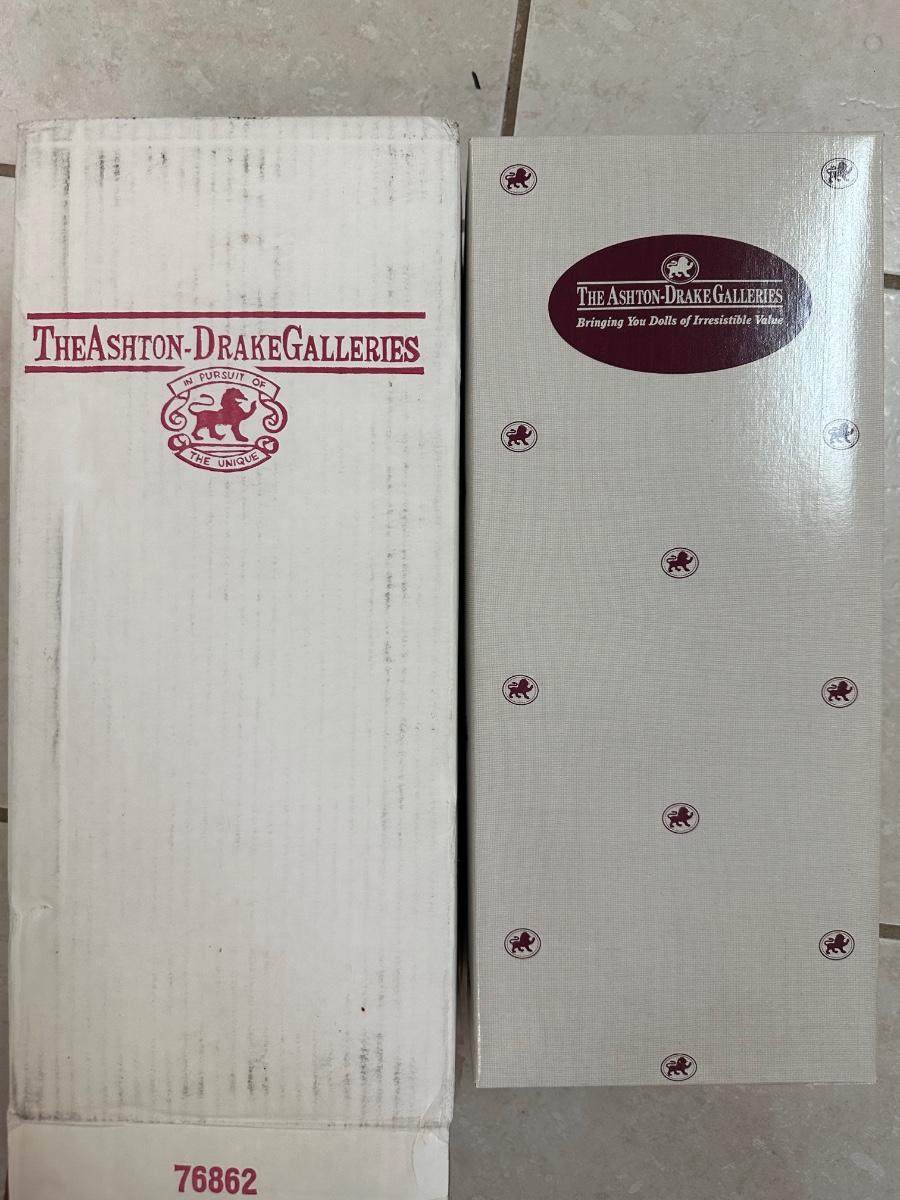 THEASHTON-DRAKEGALLERIES
IN PURSUIT OF
THE UNIQUE
76862
THE ASHTON-DRAKE GALLERIES
Bringing You Dolls of Irresistible Value